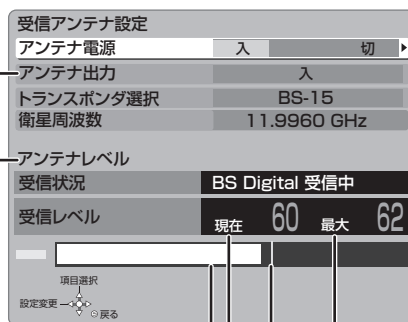 受信アンテナ設定
アンテナ電源 入 切
アンテナ出力 入
トランスポンダ選択 BS-15
衛星周波数 11.9960 GHz
アンテナレベル
受信状況 BS Digital 受信中
受信レベル 現在 60 最大 62
項目選択
設定変更 戻る